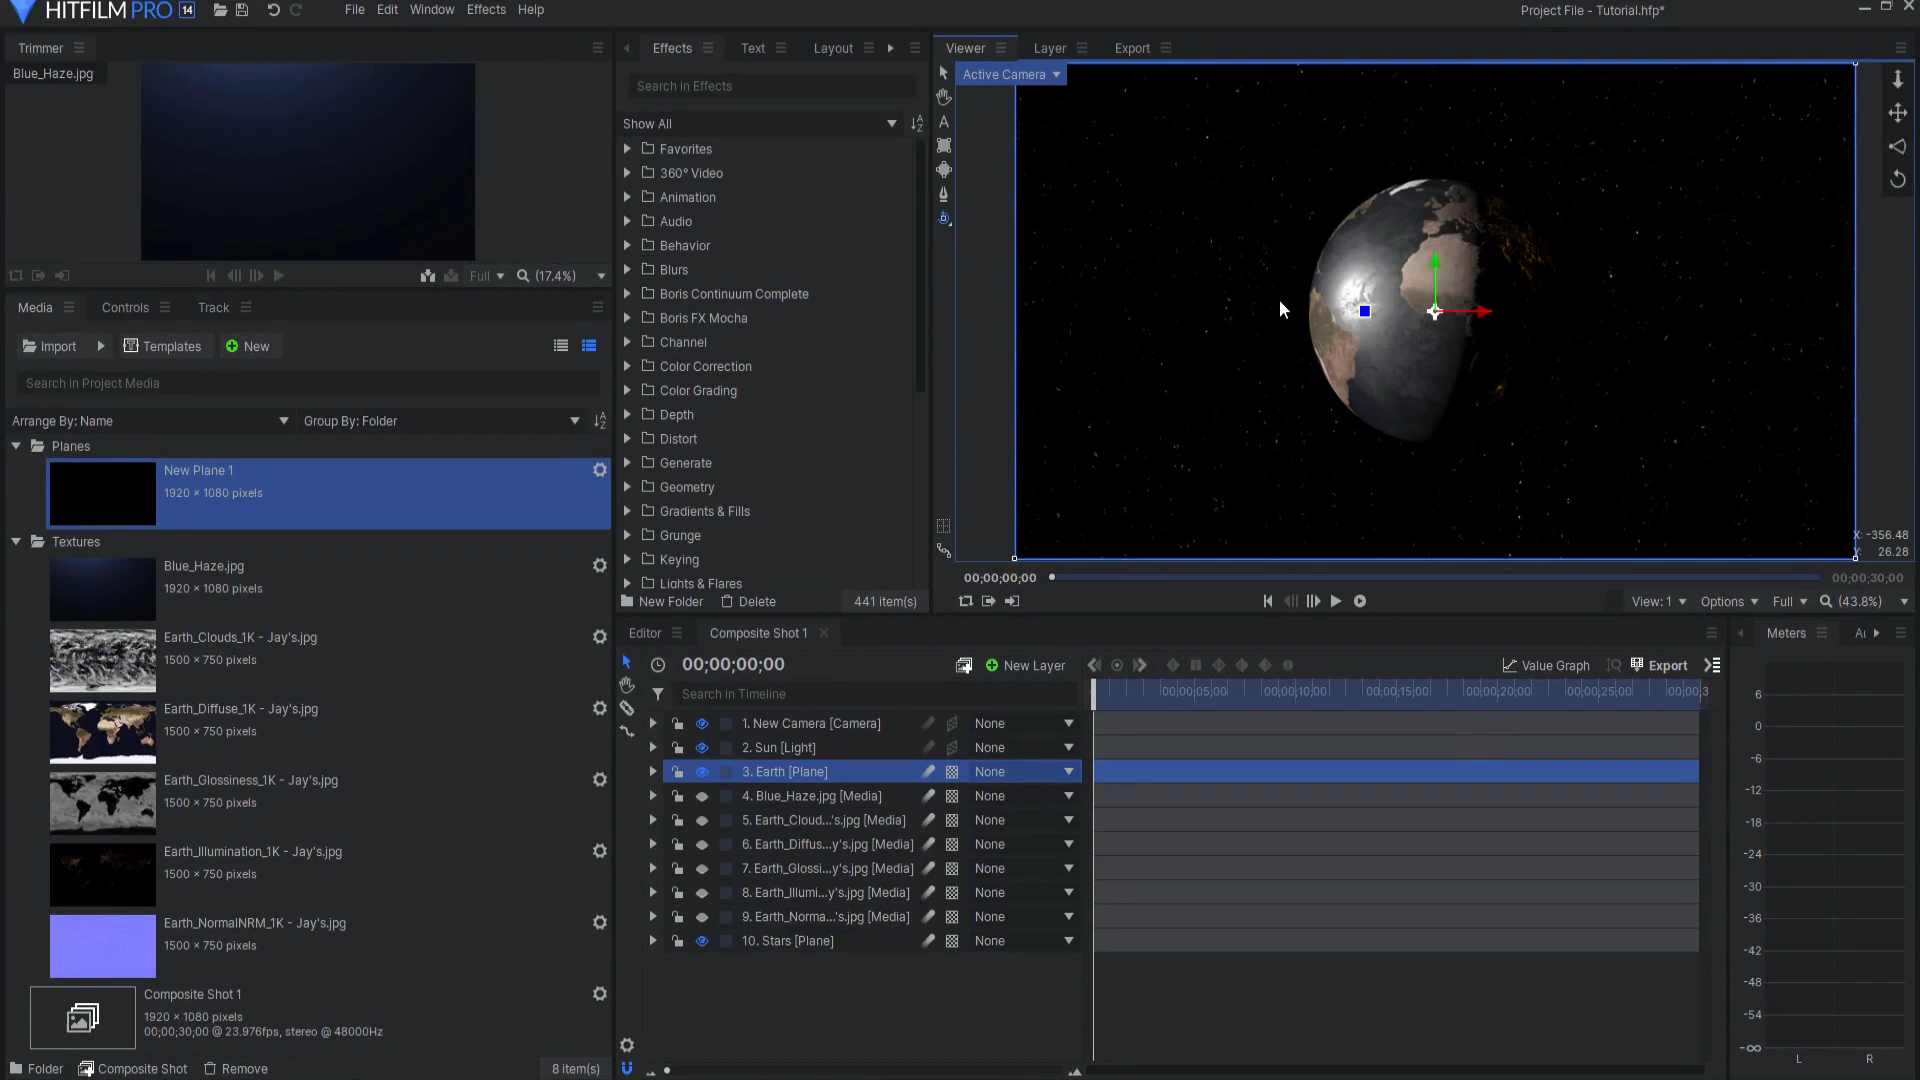 HITFILM PRO 14
File Edit Window Effects Help
Project File - Tutorial.hfp*
Trimmer
Blue_Haze.jpg
Full (17.4%)
Media Controls Track
Import Templates New
Search in Project Media
Arrange By: Name Group By: Folder
Planes
New Plane 1
1920 × 1080 pixels
Textures
Blue_Haze.jpg
1920 × 1080 pixels
Earth_Clouds_1K - Jay's.jpg
1500 × 750 pixels
Earth_Diffuse_1K - Jay's.jpg
1500 × 750 pixels
Earth_Glossiness_1K - Jay's.jpg
1500 × 750 pixels
Earth_Illumination_1K - Jay's.jpg
1500 × 750 pixels
Earth_NormalNRM_1K - Jay's.jpg
1500 × 750 pixels
Composite Shot 1
1920 × 1080 pixels
00;00;30;00 @ 23.976fps, stereo @ 48000Hz
Folder Composite Shot Remove 8 item(s)
Effects Text Layout
Search in Effects
Show All
Favorites
360° Video
Animation
Audio
Behavior
Blurs
Boris Continuum Complete
Boris FX Mocha
Channel
Color Correction
Color Grading
Depth
Distort
Generate
Geometry
Gradients & Fills
Grunge
Keying
Lights & Flares
New Folder Delete 441 item(s)
Viewer Layer Export
Active Camera
X: -356.48
Y: 26.28
00;00;00;00 00;00;30;00
View: 1 Options Full (43.8%)
Editor Composite Shot 1
00;00;00;00 New Layer Value Graph Export
Search in Timeline
00;00;05;00 00;00;10;00 00;00;15;00 00;00;20;00 00;00;25;00 00;00;3
1. New Camera [Camera] None
2. Sun [Light] None
3. Earth [Plane] None
4. Blue_Haze.jpg [Media] None
5. Earth_Cloud...'s.jpg [Media] None
6. Earth_Diffus...y's.jpg [Media] None
7. Earth_Glossi...y's.jpg [Media] None
8. Earth_Illumi...y's.jpg [Media] None
9. Earth_Norma...'s.jpg [Media] None
10. Stars [Plane] None
Meters
6
0
-6
-12
-18
-24
-30
-36
-42
-48
-54
-∞
L R